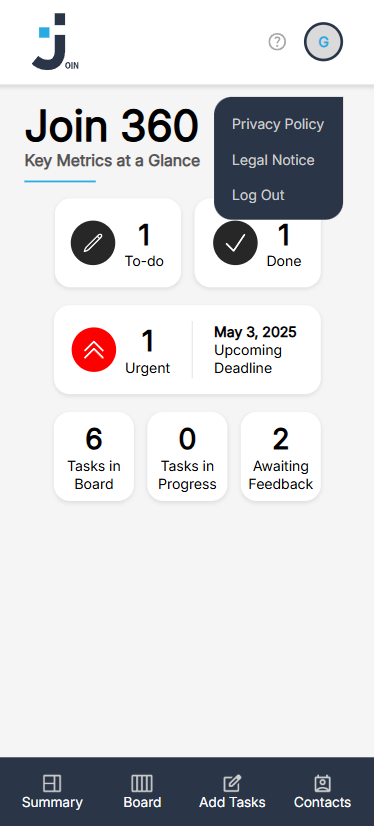 JOIN
?
G
Privacy Policy
Legal Notice
Log Out
Join 360
Key Metrics at a Glance
1
To-do
1
Done
1
Urgent
May 3, 2025
Upcoming
Deadline
6
Tasks in
Board
0
Tasks in
Progress
2
Awaiting
Feedback
Summary
Board
Add Tasks
Contacts